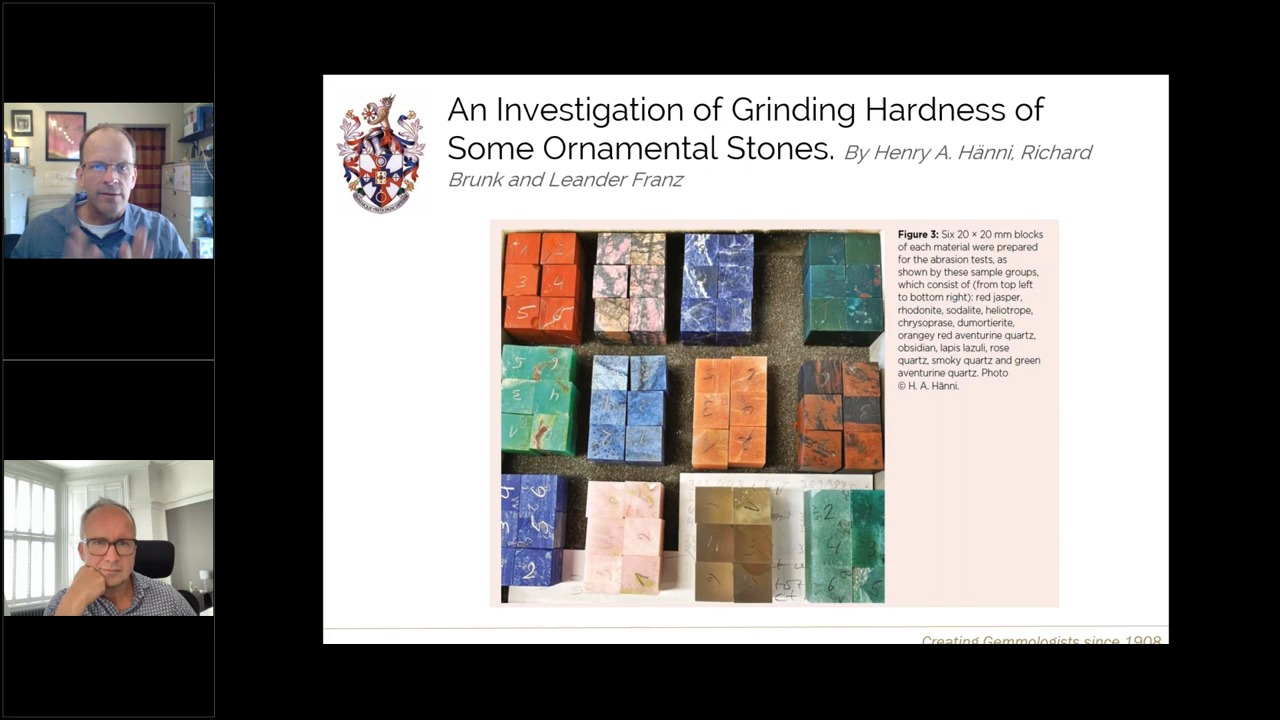 An Investigation of Grinding Hardness of
Some Ornamental Stones. By Henry A. Hänni, Richard
Brunk and Leander Franz
Figure 3: Six 20 × 20 mm blocks
of each material were prepared
for the abrasion tests, as
shown by these sample groups,
which consist of (from top left
to bottom right): red jasper,
rhodonite, sodalite, heliotrope,
chrysoprase, dumortierite,
orangey red aventurine quartz,
obsidian, lapis lazuli, rose
quartz, smoky quartz and green
aventurine quartz. Photo
© H. A. Hänni.
Creating Gemmologists since 1908